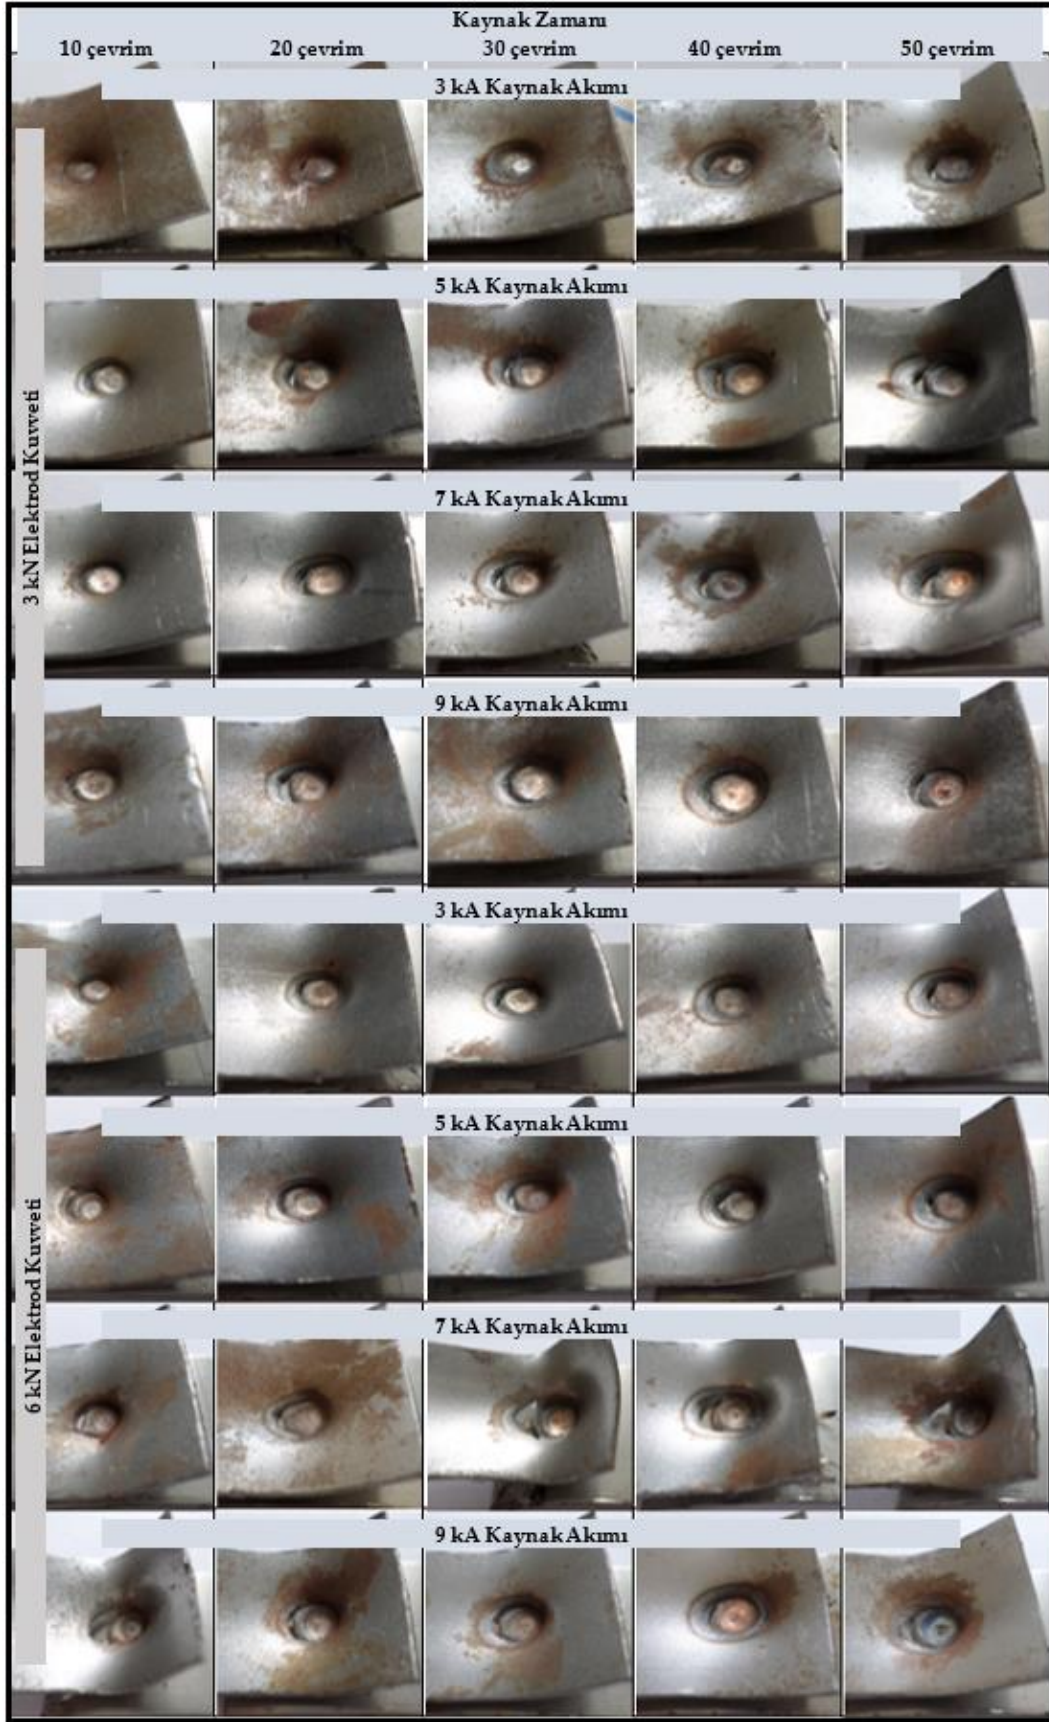 Kaynak Zamanı
10 çevrim 20 çevrim 30 çevrim 40 çevrim 50 çevrim
3 kN Elektrod Kuvveti
3 kA Kaynak Akımı
5 kA Kaynak Akımı
7 kA Kaynak Akımı
9 kA Kaynak Akımı
6 kN Elektrod Kuvveti
3 kA Kaynak Akımı
5 kA Kaynak Akımı
7 kA Kaynak Akımı
9 kA Kaynak Akımı